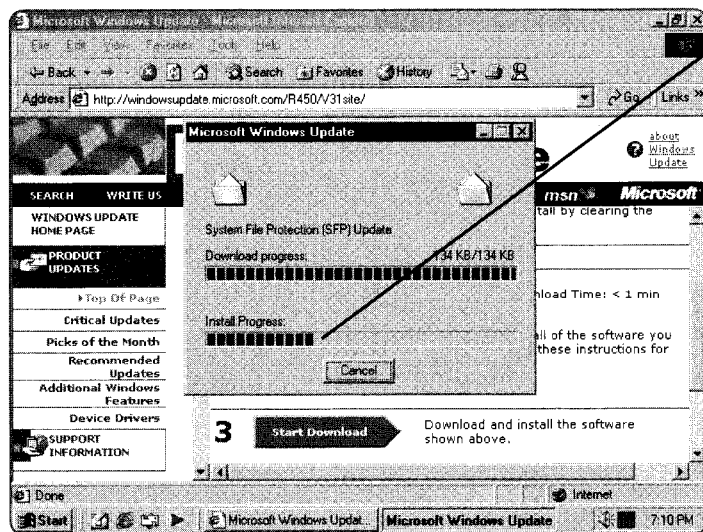 Microsoft Windows Update - Microsoft Internet Explorer
File Edit View Favorites Tools Help
Back Search Favorites History
Address http://windowsupdate.microsoft.com/R450/V31site/ Go Links »
about Windows Update
SEARCH WRITE US msn Microsoft
WINDOWS UPDATE
HOME PAGE
PRODUCT
UPDATES
Top Of Page
Critical Updates
Picks of the Month
Recommended
Updates
Additional Windows
Features
Device Drivers
SUPPORT
INFORMATION
Microsoft Windows Update
System File Protection (SFP) Update
Download progress: 134 KB/134 KB
Install Progress:
Cancel
tall by clearing the
nload Time: < 1 min
all of the software you
these instructions for
3 Start Download Download and install the software
shown above.
Done Internet
Start Microsoft Windows Updat... Microsoft Windows Update 7:10 PM